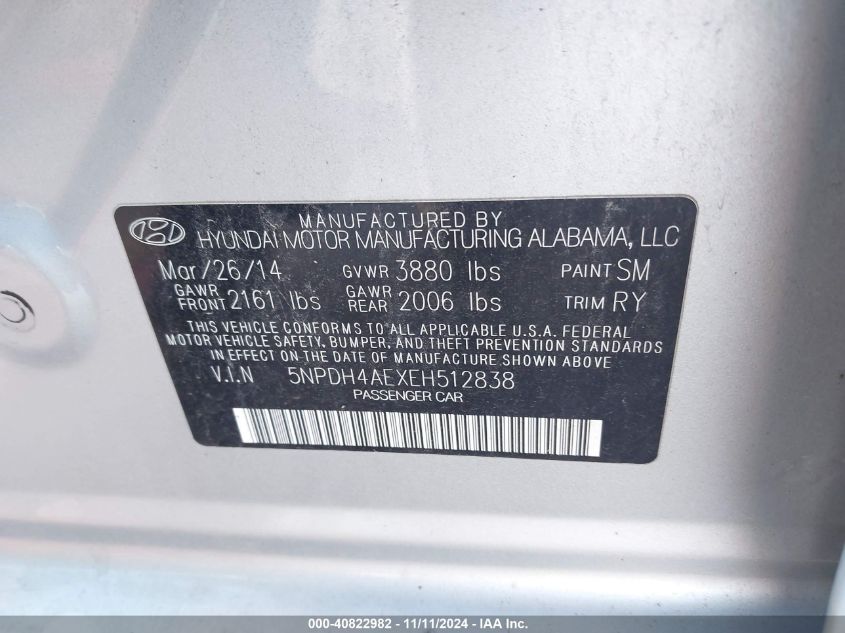 MANUFACTURED BY
HYUNDAI MOTOR MANUFACTURING ALABAMA, LLC
Mar/26/14 GVWR 3880 lbs PAINT SM
GAWR FRONT 2161 lbs GAWR REAR 2006 lbs TRIM RY
THIS VEHICLE CONFORMS TO ALL APPLICABLE U.S.A. FEDERAL
MOTOR VEHICLE SAFETY, BUMPER, AND THEFT PREVENTION STANDARDS
IN EFFECT ON THE DATE OF MANUFACTURE SHOWN ABOVE
V.I.N 5NPDH4AEXEH512838
PASSENGER CAR
000-40822982 - 11/11/2024 - IAA Inc.